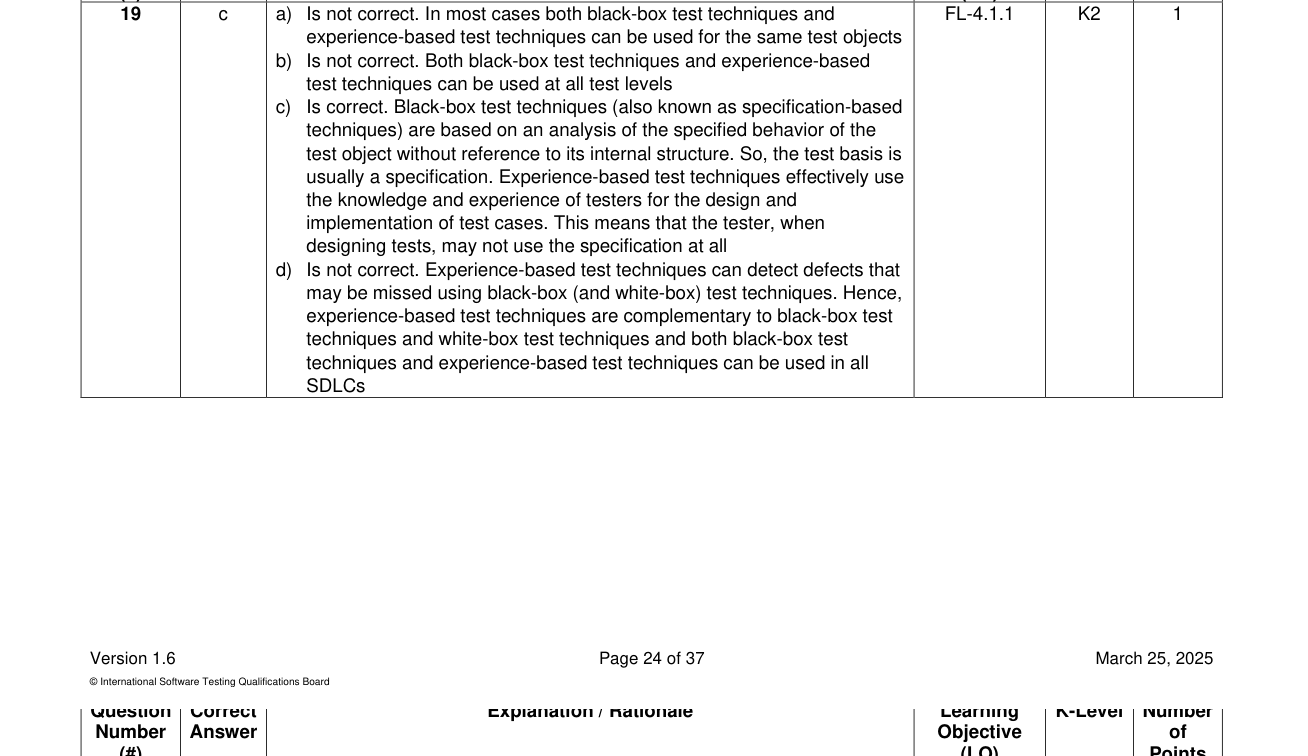 19 c a) Is not correct. In most cases both black-box test techniques and FL-4.1.1 K2 1
experience-based test techniques can be used for the same test objects
b) Is not correct. Both black-box test techniques and experience-based
test techniques can be used at all test levels
c) Is correct. Black-box test techniques (also known as specification-based
techniques) are based on an analysis of the specified behavior of the
test object without reference to its internal structure. So, the test basis is
usually a specification. Experience-based test techniques effectively use
the knowledge and experience of testers for the design and
implementation of test cases. This means that the tester, when
designing tests, may not use the specification at all
d) Is not correct. Experience-based test techniques can detect defects that
may be missed using black-box (and white-box) test techniques. Hence,
experience-based test techniques are complementary to black-box test
techniques and white-box test techniques and both black-box test
techniques and experience-based test techniques can be used in all
SDLCs
Version 1.6 Page 24 of 37 March 25, 2025
© International Software Testing Qualifications Board
Question Correct Explanation / Rationale Learning K-Level Number
Number Answer Objective of
(#) (LO) Points